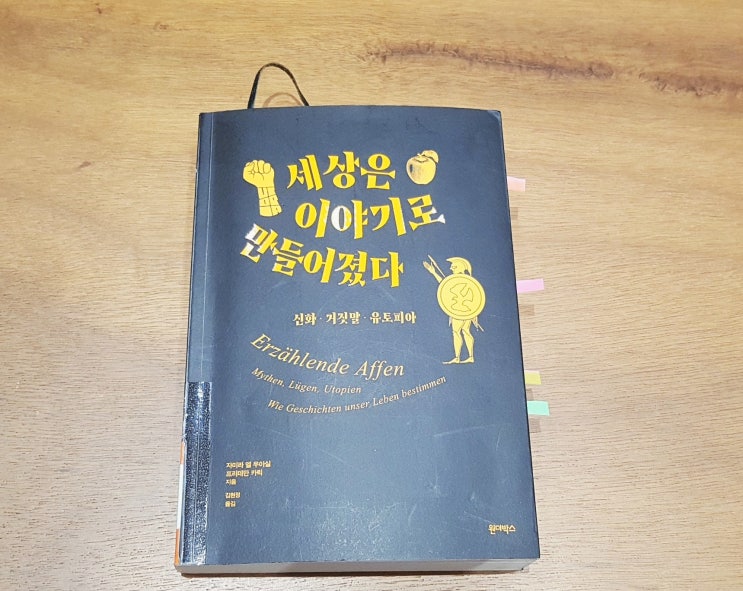 세상은
이야기로
만들어졌다
신화·거짓말·유토피아
Erzählende Affen
Mythen, Lügen, Utopien
Wie Geschichten unser Leben bestimmen
자미라 엘 우아실
프리데만 카릭
지음
김현정
옮김
원더박스